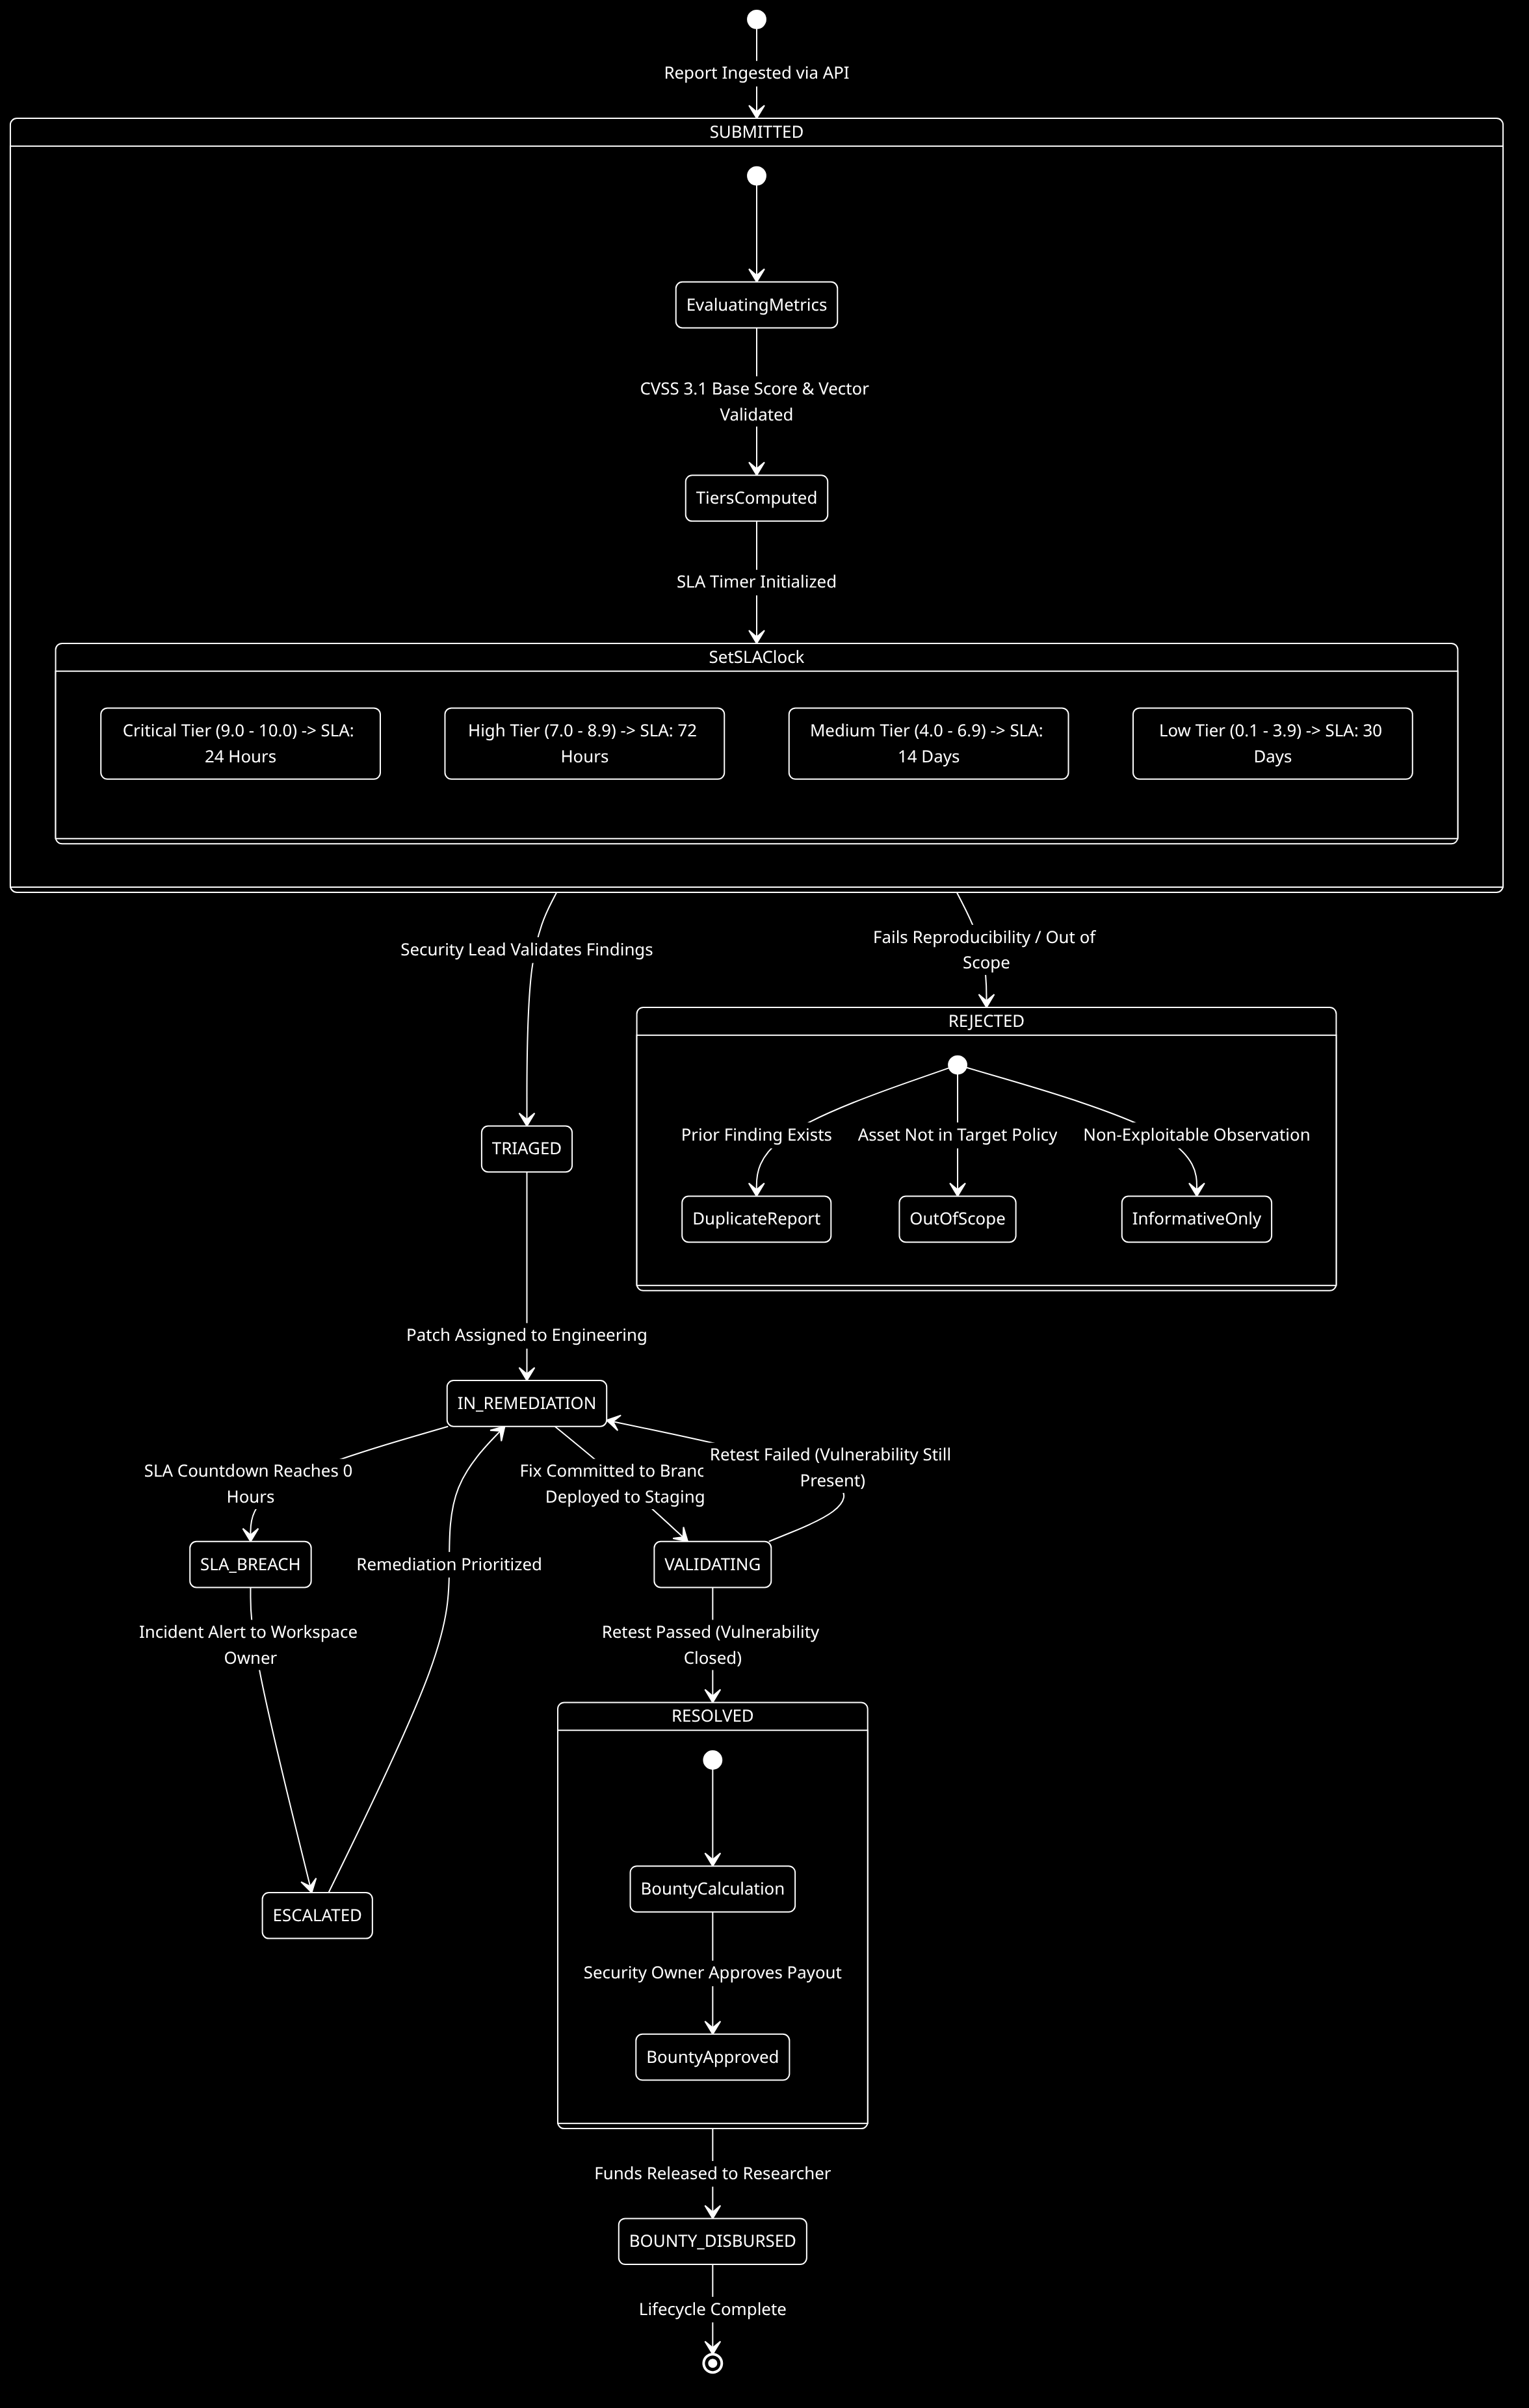 Report Ingested via API
SUBMITTED
EvaluatingMetrics
CVSS 3.1 Base Score & Vector
Validated
TiersComputed
SLA Timer Initialized
SetSLAClock
Critical Tier (9.0 - 10.0) -> SLA:
24 Hours
High Tier (7.0 - 8.9) -> SLA: 72
Hours
Medium Tier (4.0 - 6.9) -> SLA:
14 Days
Low Tier (0.1 - 3.9) -> SLA: 30
Days
Security Lead Validates Findings
Fails Reproducibility / Out of
Scope
REJECTED
Prior Finding Exists
Asset Not in Target Policy
Non-Exploitable Observation
DuplicateReport
OutOfScope
InformativeOnly
TRIAGED
Patch Assigned to Engineering
IN_REMEDIATION
SLA Countdown Reaches 0
Hours
Fix Committed to
Deployed to Staging
Retest Failed (Vulnerability Still
Present)
SLA_BREACH
Remediation Prioritized
VALIDATING
Incident Alert to Workspace
Owner
Retest Passed (Vulnerability
Closed)
RESOLVED
BountyCalculation
ESCALATED
Security Owner Approves Payout
BountyApproved
Funds Released to Researcher
BOUNTY_DISBURSED
Lifecycle Complete